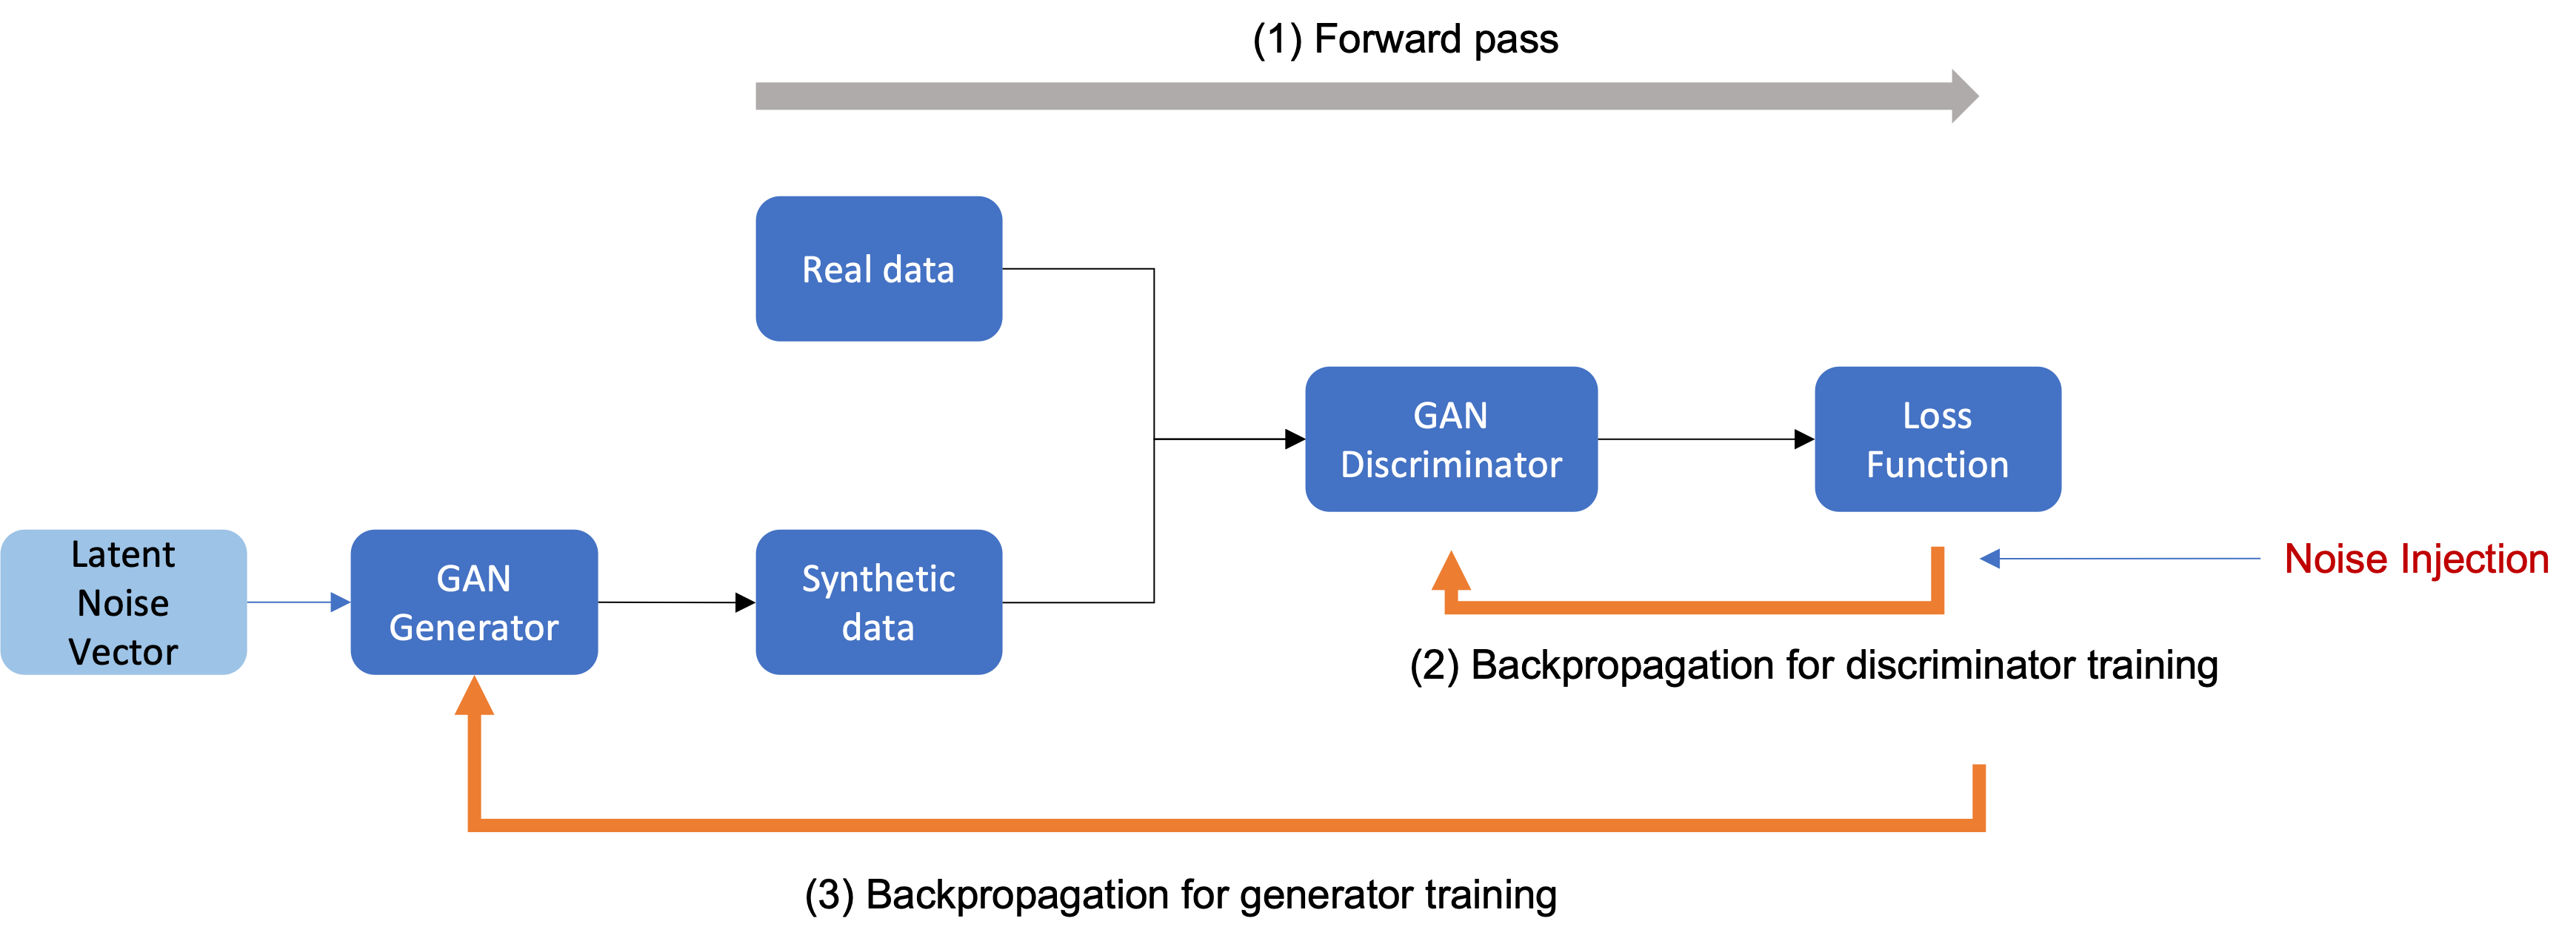 (1) Forward pass
Real data
GAN
Discriminator
Loss
Function
Latent
Noise
Vector
GAN
Generator
Synthetic
data
Noise Injection
(2) Backpropagation for discriminator training
(3) Backpropagation for generator training